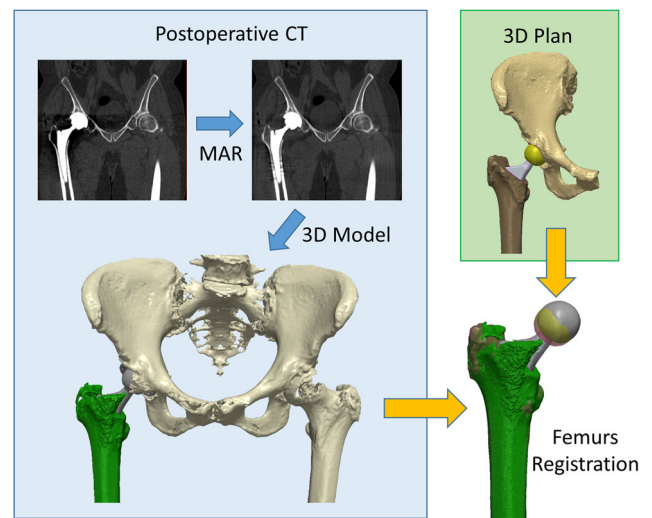 Postoperative CT
MAR
3D Model
3D Plan
Femurs
Registration